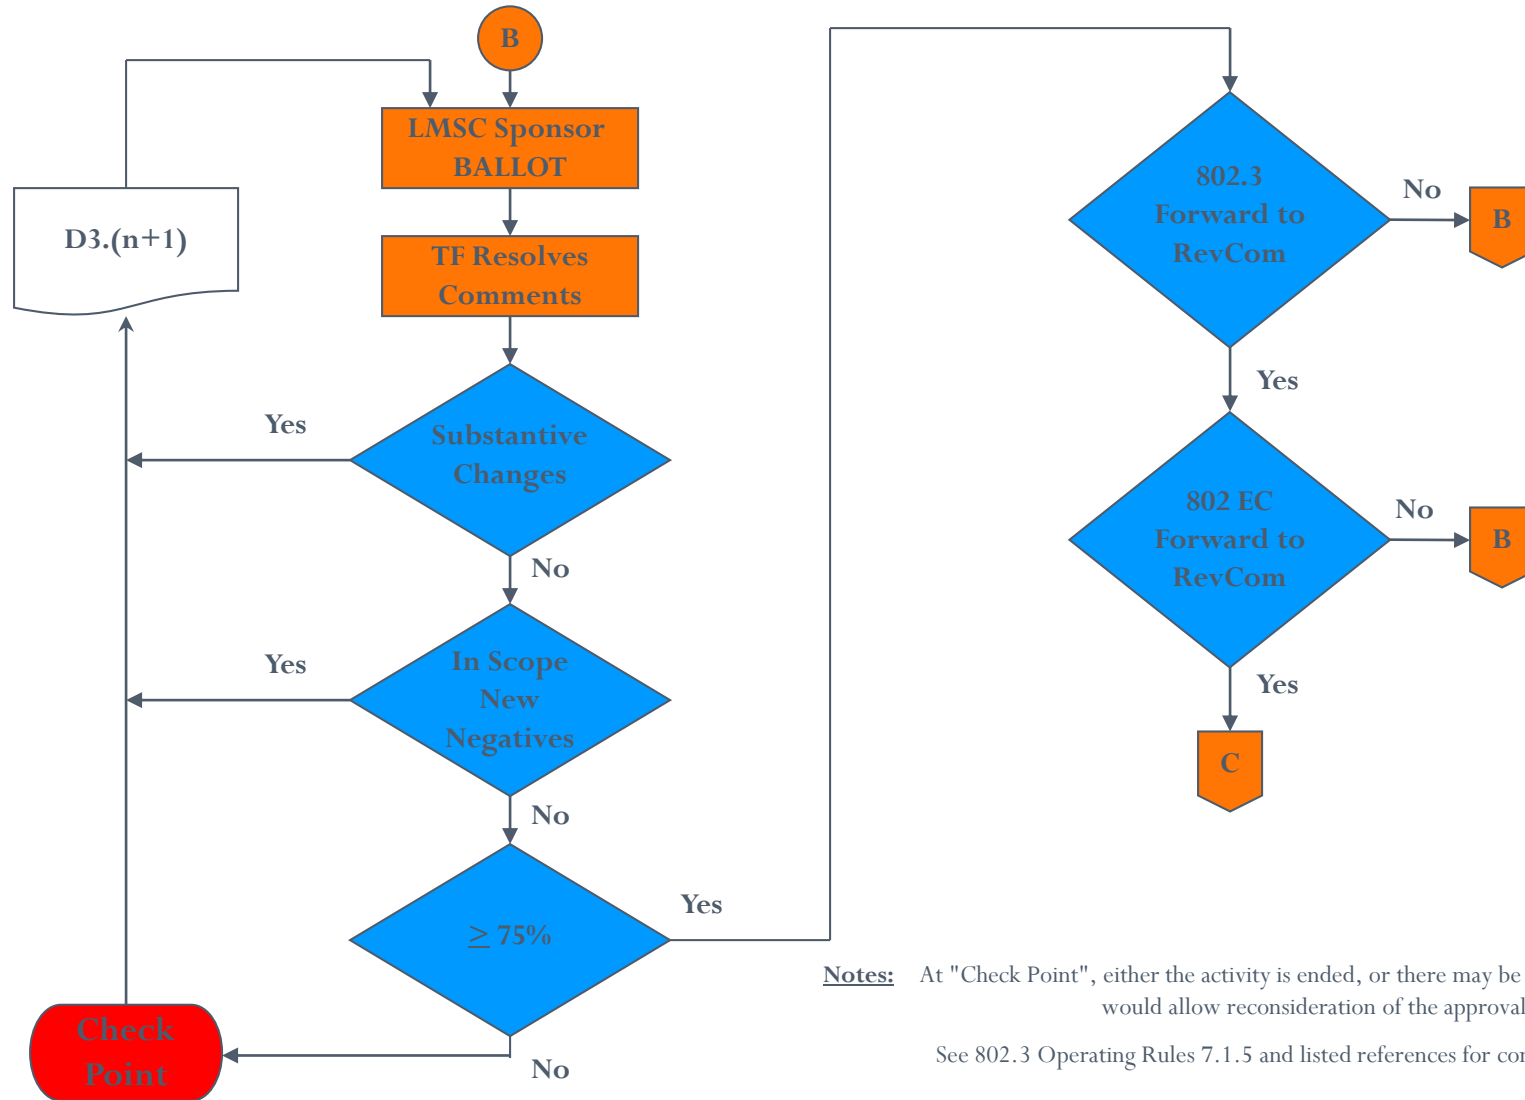 B
LMSC Sponsor
BALLOT
D3.(n+1)
TF Resolves
Comments
Yes
Substantive
Changes
No
Yes
In Scope
New
Negatives
No
≥ 75%
Yes
No
Check
Point
802.3
Forward to
RevCom
No
B
Yes
802 EC
Forward to
RevCom
No
B
Yes
C
Notes: At "Check Point", either the activity is ended, or there may be
would allow reconsideration of the approval
See 802.3 Operating Rules 7.1.5 and listed references for